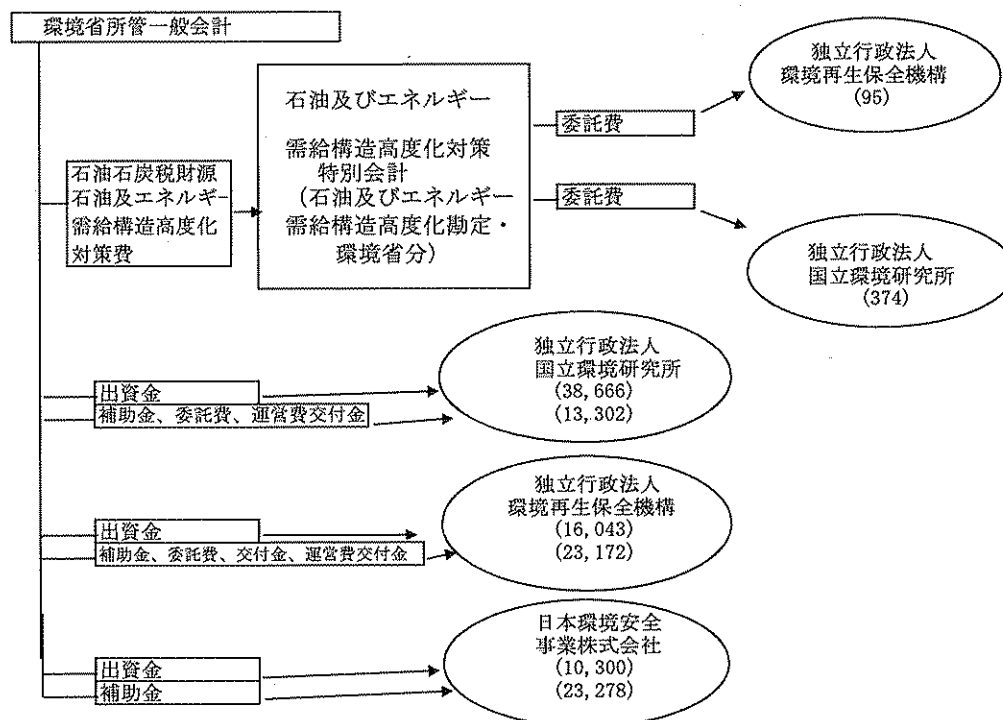 環境省所管一般会計
石油石炭税財源
石油及エネルギー
需給構造高度化
対策費
石油及びエネルギー
需給構造高度化対策
特別会計
(石油及びエネルギー
需給構造高度化勘定・
環境省分)
委託費
独立行政法人
環境再生保全機構
(95)
委託費
独立行政法人
国立環境研究所
(374)
出資金
補助金、委託費、運営費交付金
独立行政法人
国立環境研究所
(38,666)
(13,302)
出資金
補助金、委託費、交付金、運営費交付金
独立行政法人
環境再生保全機構
(16,043)
(23,172)
出資金
補助金
日本環境安全
事業株式会社
(10,300)
(23,278)